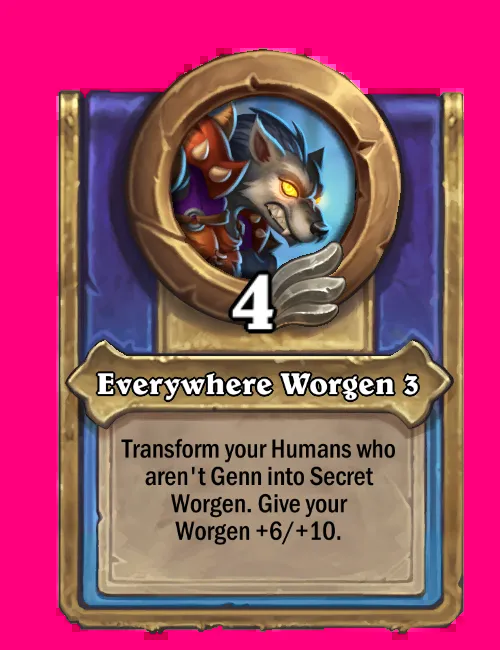 4
Everywhere Worgen 3
Transform your Humans who
aren't Genn into Secret
Worgen. Give your
Worgen +6/+10.